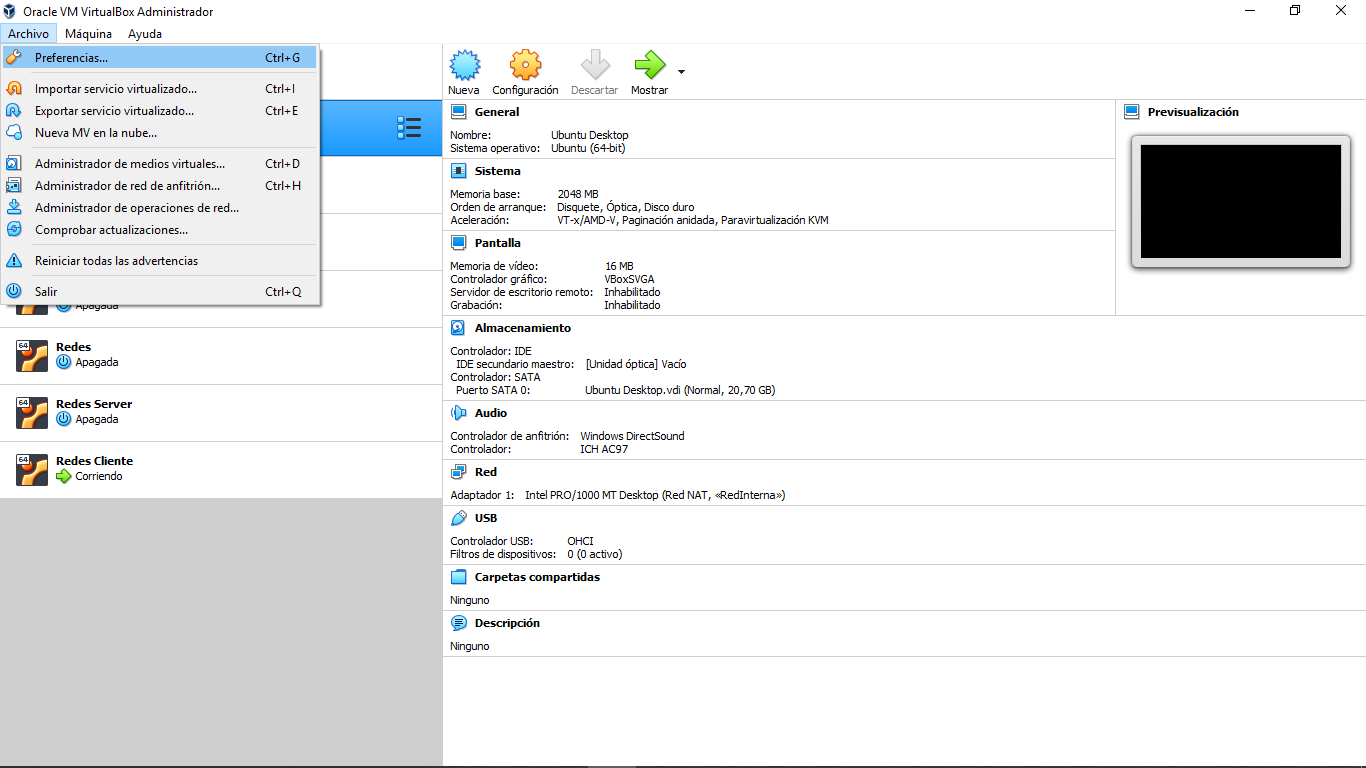 Oracle VM VirtualBox Administrador
Archivo Máquina Ayuda
Preferencias... Ctrl+G
Importar servicio virtualizado... Ctrl+I
Exportar servicio virtualizado... Ctrl+E
Nueva MV en la nube...
Administrador de medios virtuales... Ctrl+D
Administrador de red de anfitrión... Ctrl+H
Administrador de operaciones de red...
Comprobar actualizaciones...
Reiniciar todas las advertencias
Salir Ctrl+Q
Apagada
64 Redes
Apagada
64 Redes Server
Apagada
64 Redes Cliente
Corriendo
Nueva Configuración Descartar Mostrar
General
Nombre: Ubuntu Desktop
Sistema operativo: Ubuntu (64-bit)
Sistema
Memoria base: 2048 MB
Orden de arranque: Disquete, Óptica, Disco duro
Aceleración: VT-x/AMD-V, Paginación anidada, Paravirtualización KVM
Pantalla
Memoria de vídeo: 16 MB
Controlador gráfico: VBoxSVGA
Servidor de escritorio remoto: Inhabilitado
Grabación: Inhabilitado
Previsualización
Almacenamiento
Controlador: IDE
IDE secundario maestro: [Unidad óptica] Vacío
Controlador: SATA
Puerto SATA 0: Ubuntu Desktop.vdi (Normal, 20,70 GB)
Audio
Controlador de anfitrión: Windows DirectSound
Controlador: ICH AC97
Red
Adaptador 1: Intel PRO/1000 MT Desktop (Red NAT, «RedInterna»)
USB
Controlador USB: OHCI
Filtros de dispositivos: 0 (0 activo)
Carpetas compartidas
Ninguno
Descripción
Ninguno